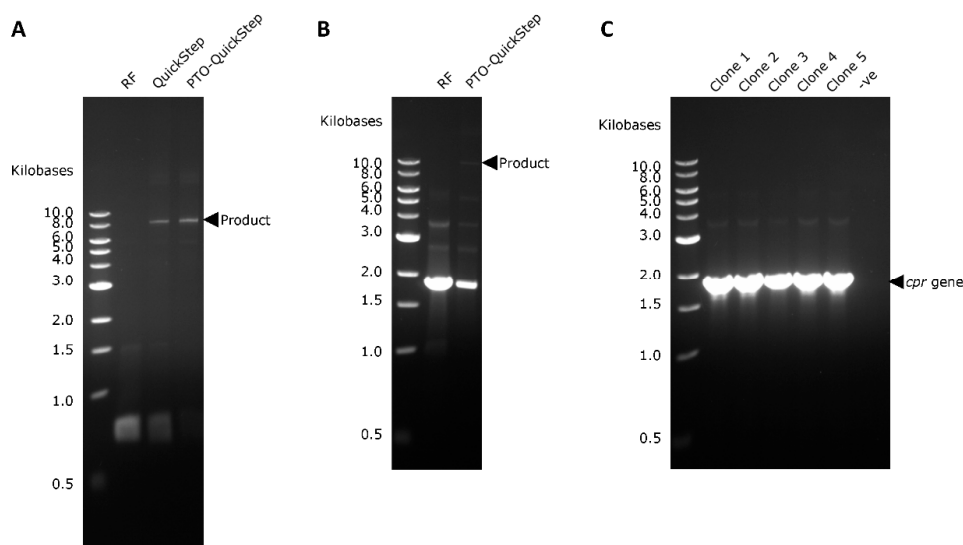 A
RF
QuickStep
PTO-QuickStep
Kilobases
10.0
8.0
6.0
5.0
4.0
3.0
2.0
1.5
1.0
0.5
Product
B
RF
PTO-QuickStep
Kilobases
10.0
8.0
6.0
5.0
4.0
3.0
2.0
1.5
1.0
0.5
Product
C
Clone 1
Clone 2
Clone 3
Clone 4
Clone 5
-ve
Kilobases
10.0
8.0
6.0
5.0
4.0
3.0
2.0
1.5
1.0
0.5
cpr gene